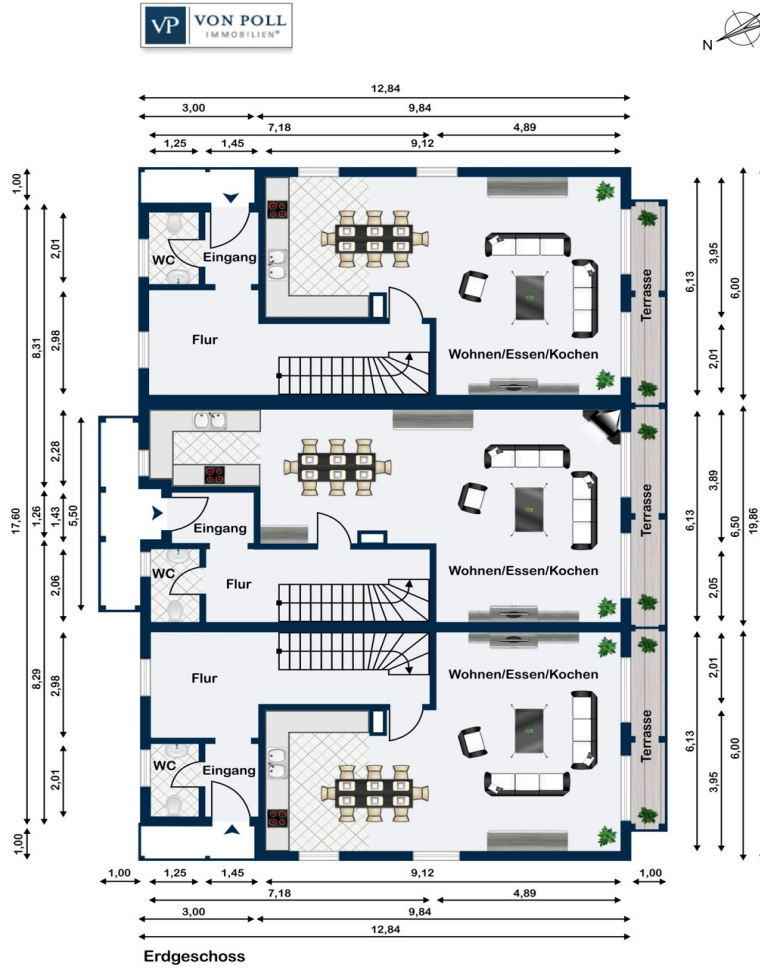 VP VON POLL
IMMOBILIEN®
N
12,84
3,00 9,84
7,18 4,89
1,25 1,45 9,12
1,00
8,31
17,60
8,29
1,00
2,01
2,98
2,28
1,26 1,43 5,50
2,06
2,98
2,01
WC Eingang
Flur
Wohnen/Essen/Kochen
Terrasse
6,13 3,95 6,00
2,01
Eingang
WC
Flur
Wohnen/Essen/Kochen
Terrasse
6,13 3,89 6,50 19,86
2,05
Flur
Wohnen/Essen/Kochen
WC Eingang
Terrasse
6,13 2,01 6,00
3,95
1,00 1,25 1,45 9,12 1,00
7,18 4,89
3,00 9,84
12,84
Erdgeschoss